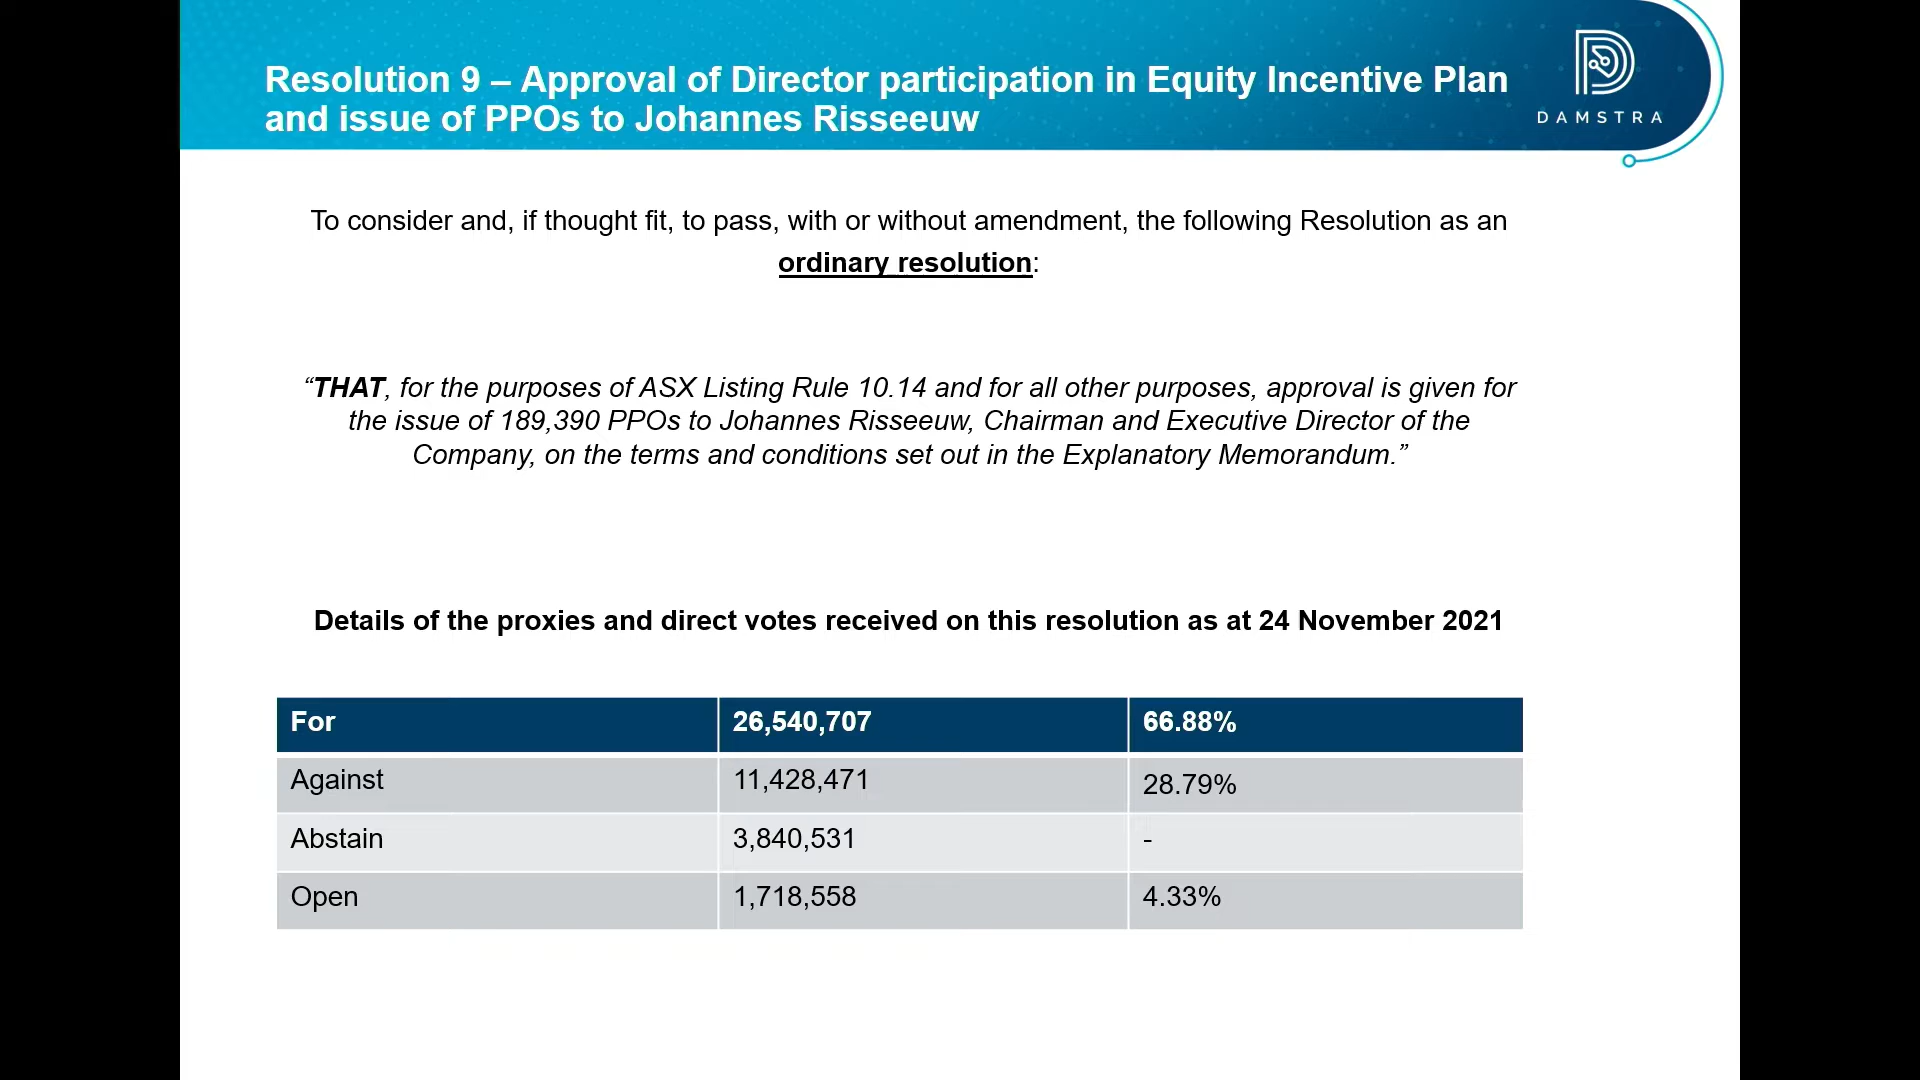 Resolution 9 – Approval of Director participation in Equity Incentive Plan
and issue of PPOs to Johannes Risseeuw
DAMSTRA
To consider and, if thought fit, to pass, with or without amendment, the following Resolution as an
ordinary resolution:
“THAT, for the purposes of ASX Listing Rule 10.14 and for all other purposes, approval is given for
the issue of 189,390 PPOs to Johannes Risseeuw, Chairman and Executive Director of the
Company, on the terms and conditions set out in the Explanatory Memorandum.”
Details of the proxies and direct votes received on this resolution as at 24 November 2021
For 26,540,707 66.88%
Against 11,428,471 28.79%
Abstain 3,840,531 -
Open 1,718,558 4.33%